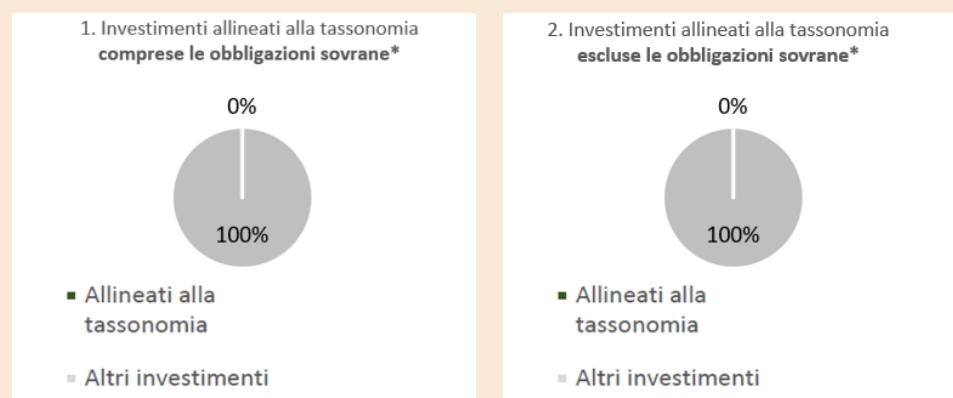 1. Investimenti allineati alla tassonomia
comprese le obbligazioni sovrane*
0%
100%
Allineati alla
tassonomia
Altri investimenti
2. Investimenti allineati alla tassonomia
escluse le obbligazioni sovrane*
0%
100%
Allineati alla
tassonomia
Altri investimenti